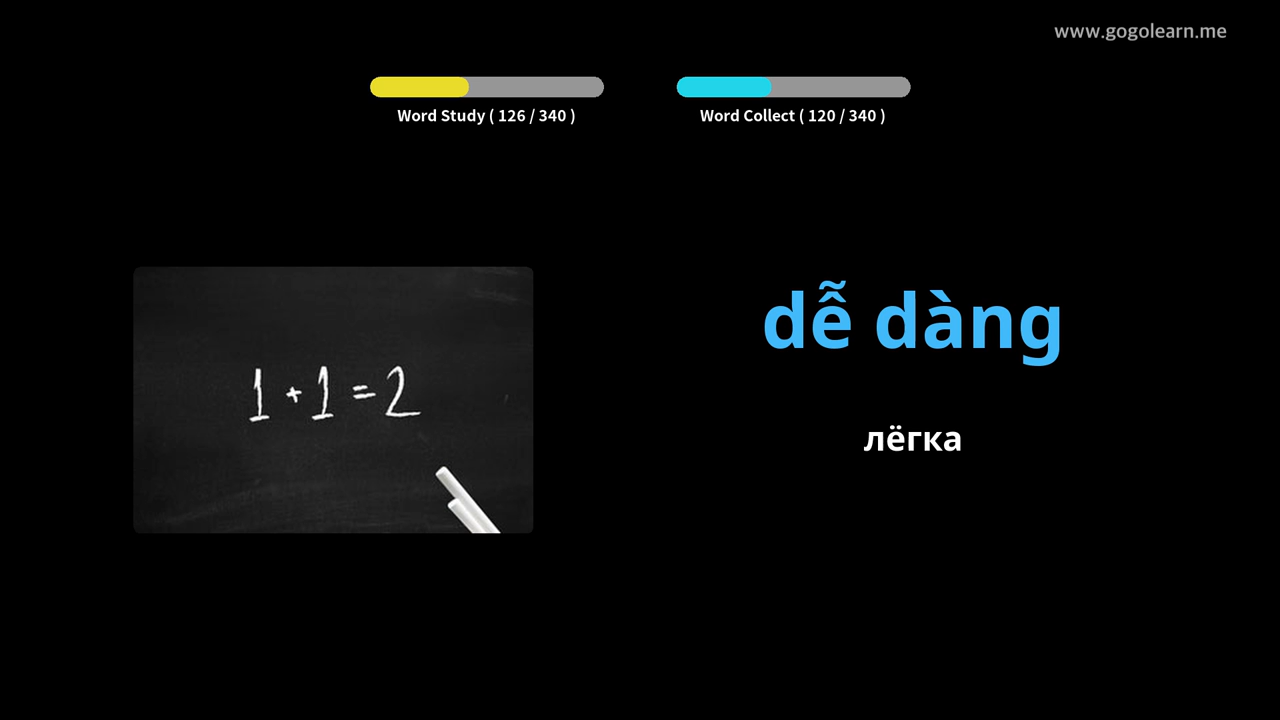 www.gogolearn.me
Word Study ( 126 / 340 )
Word Collect ( 120 / 340 )
1 + 1 = 2
dễ dàng
лёгка